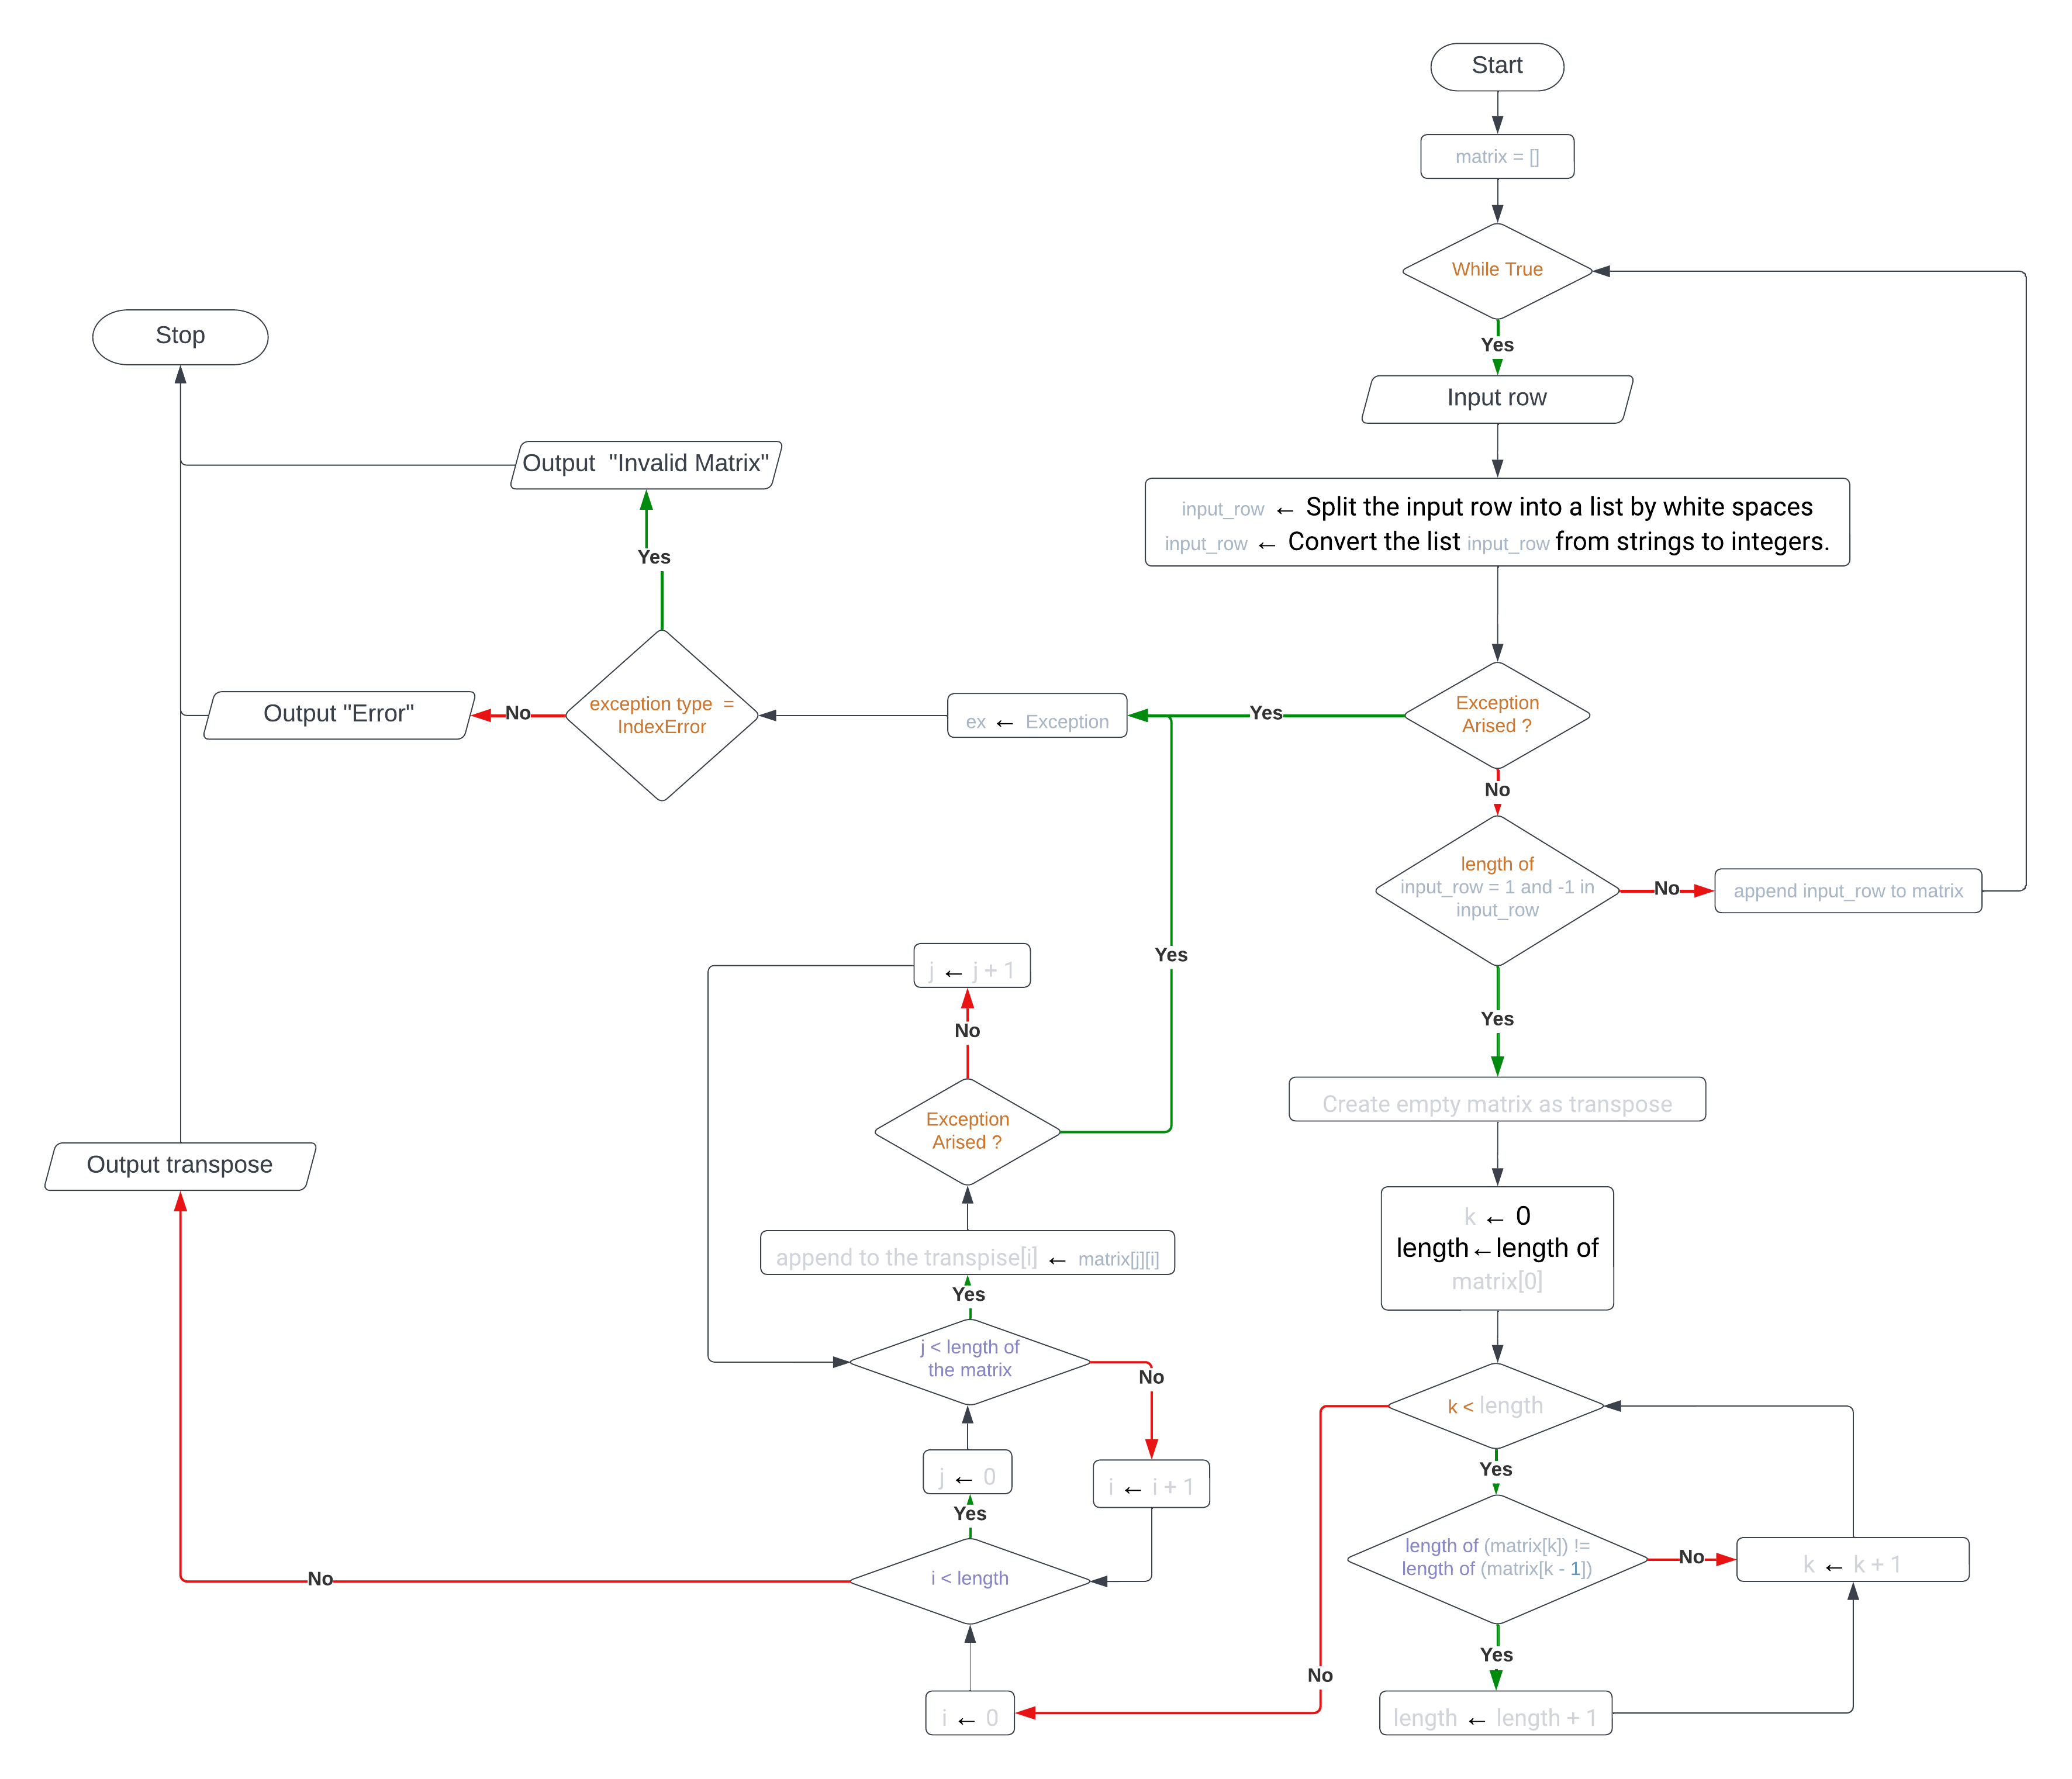 Start
matrix = []
While True
Yes
Input row
input_row ← Split the input row into a list by white spaces
input_row ← Convert the list input_row from strings to integers.
Exception
Arised ?
Yes
No
ex ← Exception
exception type =
IndexError
Yes
No
Output "Invalid Matrix"
Output "Error"
Stop
length of
input_row = 1 and -1 in
input_row
No
append input_row to matrix
Yes
Create empty matrix as transpose
k ← 0
length←length of
matrix[0]
k < length
Yes
No
length of (matrix[k]) !=
length of (matrix[k - 1])
No
k ← k + 1
Yes
length ← length + 1
i ← 0
i < length
Yes
No
j ← 0
j < length of
the matrix
Yes
No
i ← i + 1
append to the transpise[i] ← matrix[j][i]
Exception
Arised ?
Yes
No
j ← j + 1
Output transpose